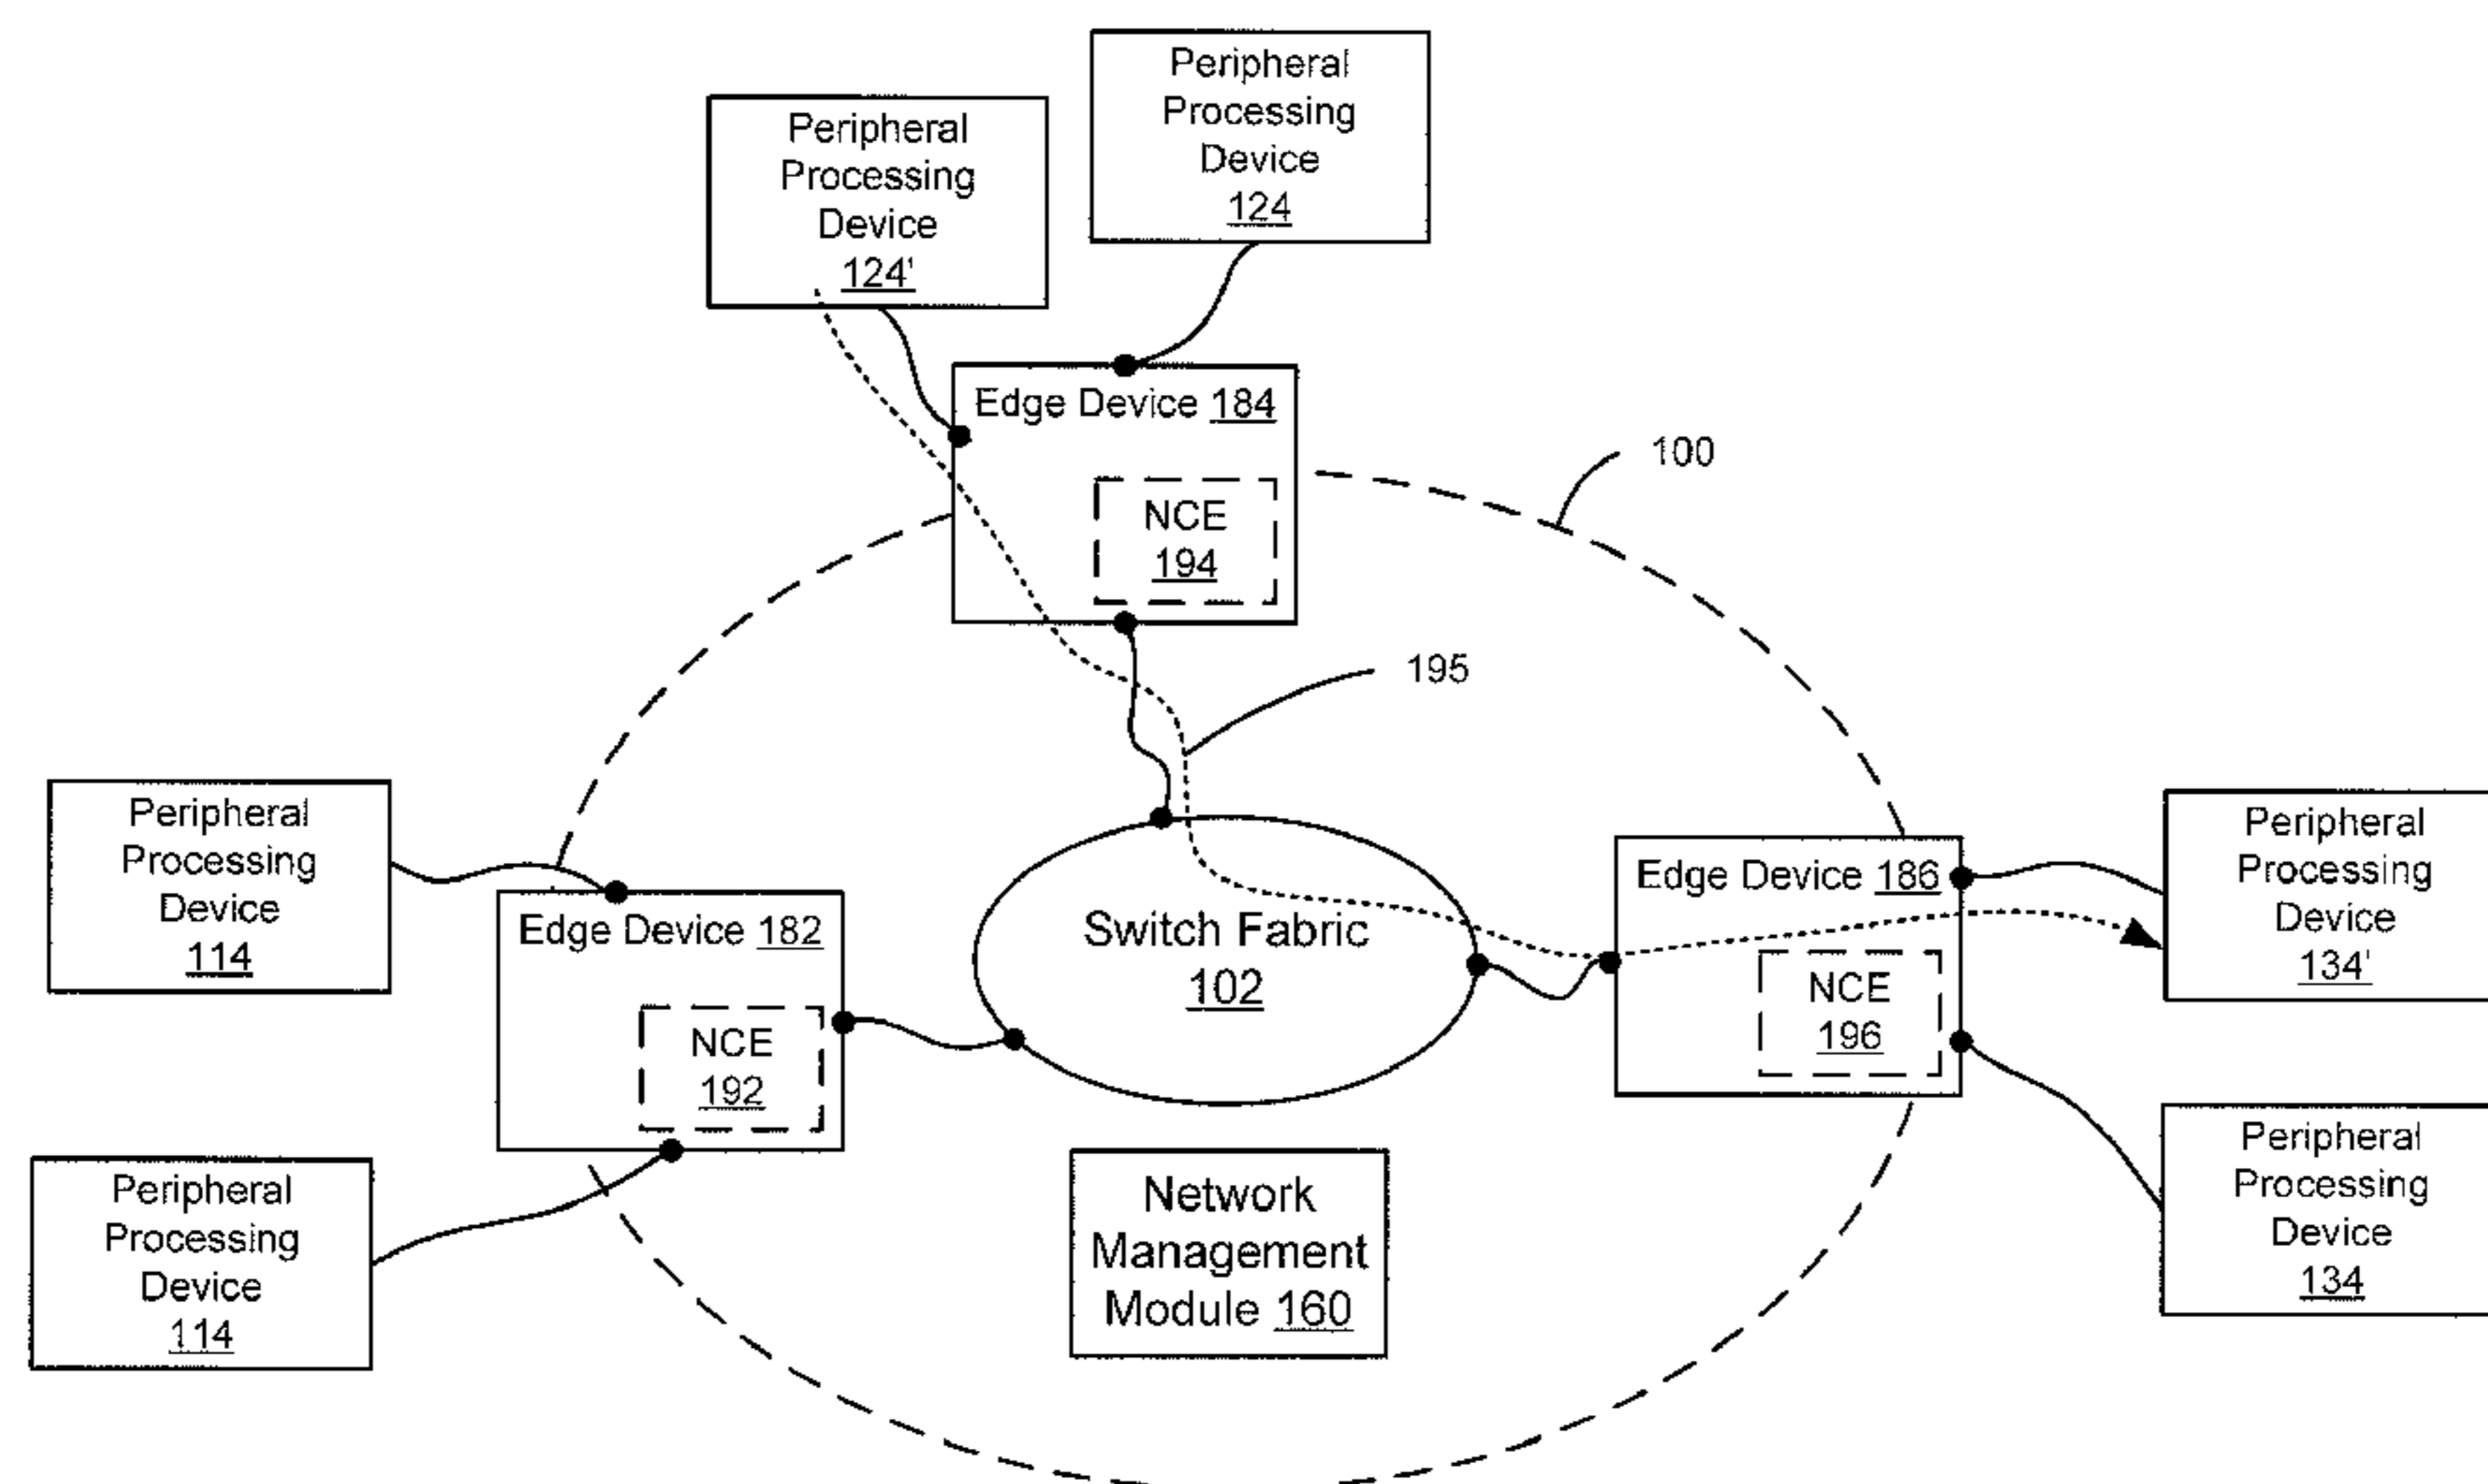 Peripheral
Processing
Device
124
Peripheral
Processing
Device
124'
Edge Device 184
NCE
194
100
195
Peripheral
Processing
Device
114
Edge Device 182
NCE
192
Switch Fabric
102
Edge Device 186
NCE
196
Peripheral
Processing
Device
134'
Peripheral
Processing
Device
114
Network
Management
Module 160
Peripheral
Processing
Device
134